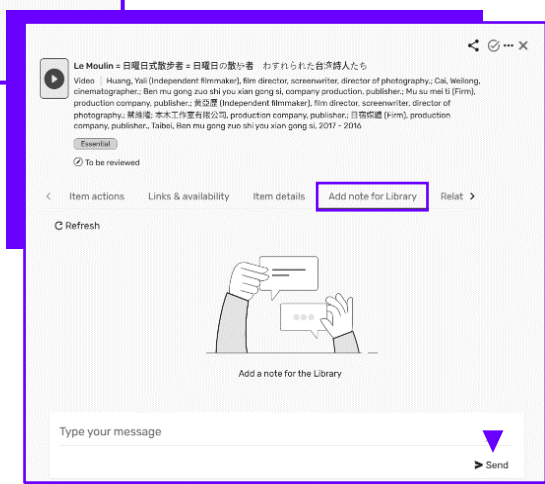 Le Moulin = 日曜日式散步者 = 日曜日の散歩者 わすれられた台湾詩人たち
Video | Huang, Yali (Independent filmmaker), film director, screenwriter, director of photography.; Cai, Weilong,
cinematographer.; Ben mu gong zuo shi you xian gong si, company production, publisher.; Mu su mei ti (Firm),
production company, publisher.; 黃亞歷 (Independent filmmaker), film director, screenwriter, director of
photography.; 蔡維隆; 本木工作室有限公司, production company, publisher.; 目宿媒體 (Firm), production
company, publisher., Taibei, Ben mu gong zuo shi you xian gong si, 2017 - 2016
Essential
To be reviewed
Item actions Links & availability Item details Add note for Library Relat
Refresh
Add a note for the Library
Type your message
Send